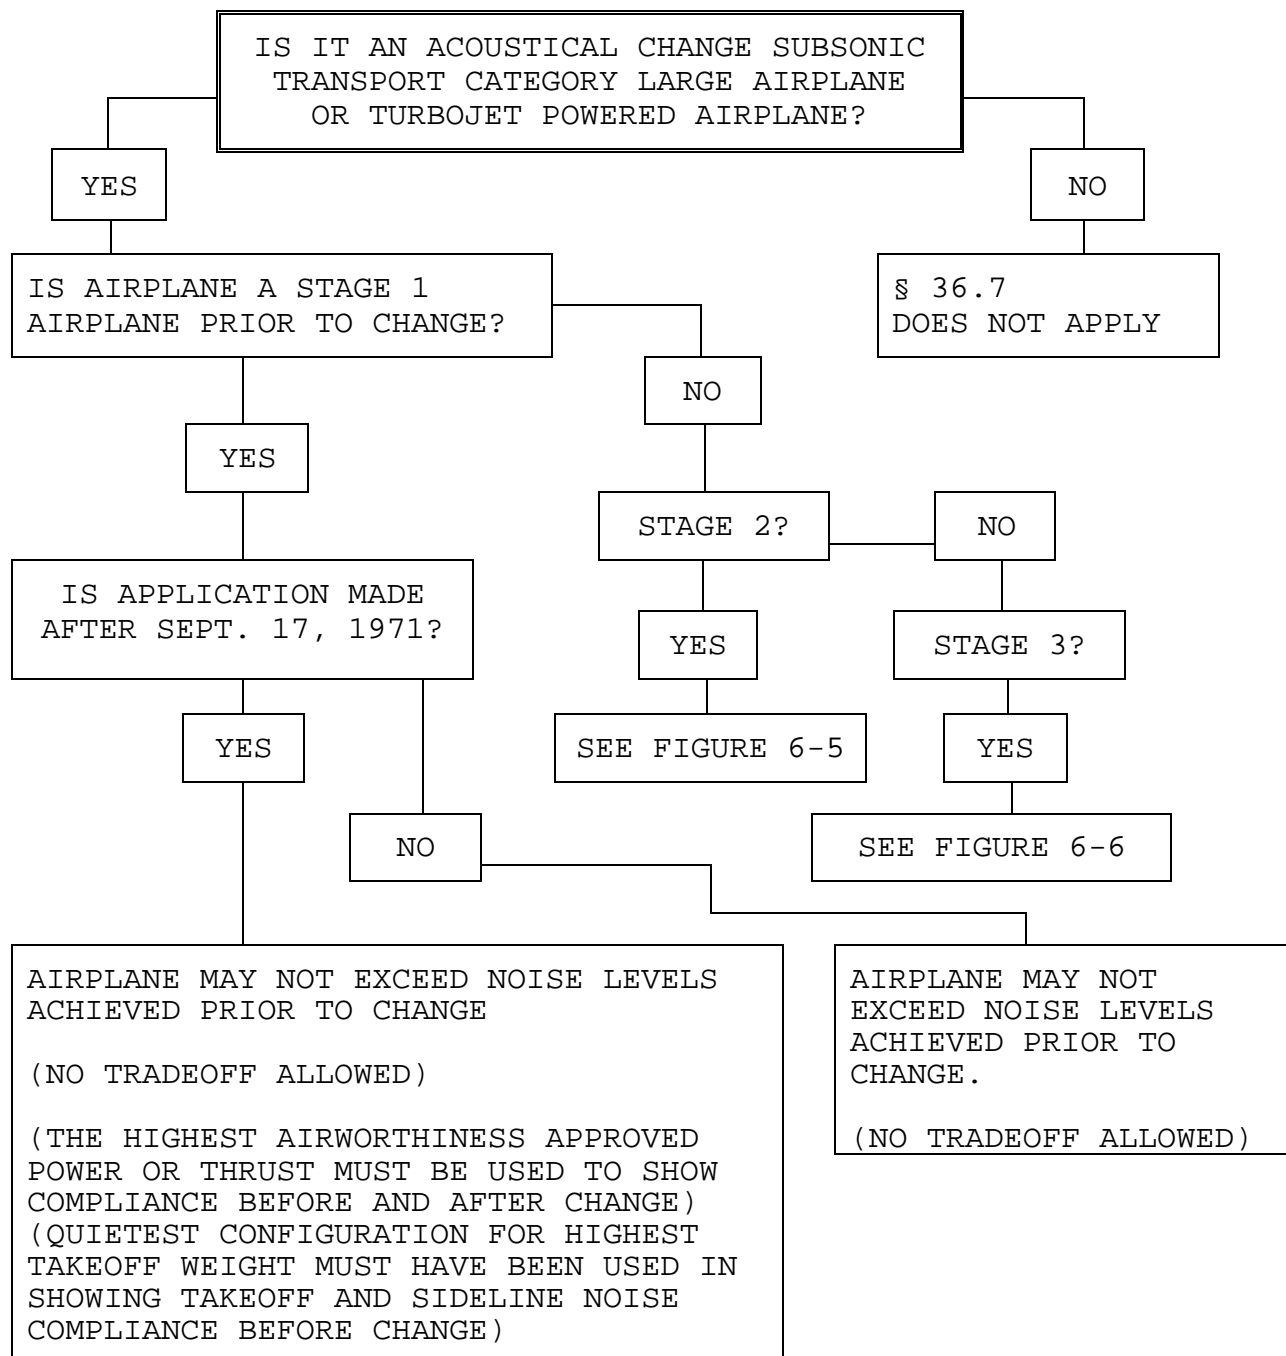 IS IT AN ACOUSTICAL CHANGE SUBSONIC
TRANSPORT CATEGORY LARGE AIRPLANE
OR TURBOJET POWERED AIRPLANE?
YES
NO
IS AIRPLANE A STAGE 1
AIRPLANE PRIOR TO CHANGE?
§ 36.7
DOES NOT APPLY
NO
YES
STAGE 2?
NO
IS APPLICATION MADE
AFTER SEPT. 17, 1971?
YES
STAGE 3?
YES
SEE FIGURE 6-5
YES
NO
SEE FIGURE 6-6
AIRPLANE MAY NOT EXCEED NOISE LEVELS
ACHIEVED PRIOR TO CHANGE
(NO TRADEOFF ALLOWED)
(THE HIGHEST AIRWORTHINESS APPROVED
POWER OR THRUST MUST BE USED TO SHOW
COMPLIANCE BEFORE AND AFTER CHANGE)
(QUIETEST CONFIGURATION FOR HIGHEST
TAKEOFF WEIGHT MUST HAVE BEEN USED IN
SHOWING TAKEOFF AND SIDELINE NOISE
COMPLIANCE BEFORE CHANGE)
AIRPLANE MAY NOT
EXCEED NOISE LEVELS
ACHIEVED PRIOR TO
CHANGE.
(NO TRADEOFF ALLOWED)